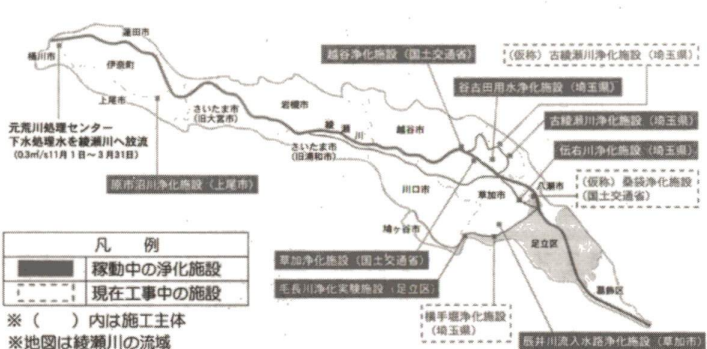 越谷浄化施設（国土交通省）
（仮称）古綾瀬川浄化施設（埼玉県）
蓮田市
桶川市
伊奈町
谷古田用水浄化施設（埼玉県）
上尾市
岩槻市
古綾瀬川浄化施設（埼玉県）
さいたま市
（旧大宮市）
綾瀬川
越谷市
元荒川処理センター
下水処理水を綾瀬川へ放流
（0.3㎥/s11月1日～3月31日）
さいたま市
（旧浦和市）
伝右川浄化施設（埼玉県）
原市沼川浄化施設（上尾市）
川口市
草加市
八潮市
（仮称）桑袋浄化施設
（国土交通省）
鳩ヶ谷市
足立区
凡 例
稼動中の浄化施設
現在工事中の施設
草加浄化施設（国土交通省）
毛長川浄化実験施設（足立区）
葛飾区
横手堀浄化施設
（埼玉県）
辰井川流入水路浄化施設（草加市）
※（ ）内は施工主体
※地図は綾瀬川の流域